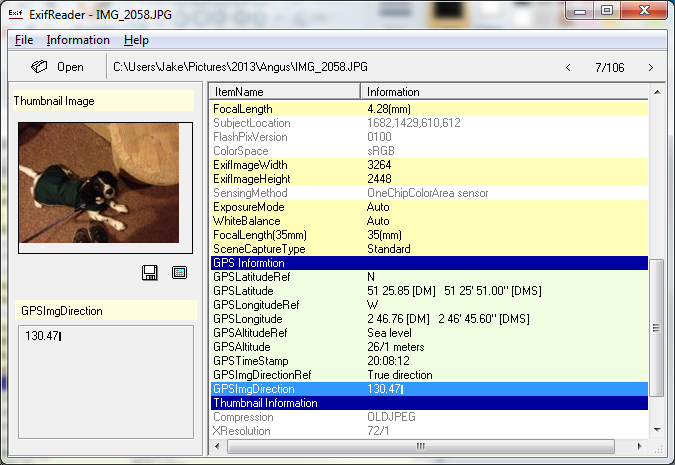 Exif ExifReader - IMG_2058.JPG
File Information Help
Open C:\Users\Jake\Pictures\2013\Angus\IMG_2058.JPG < 7/106 >
Thumbnail Image
GPSImgDirection
130.47
ItemName Information
FocalLength 4.28(mm)
SubjectLocation 1682,1429,610,612
FlashPixVersion 0100
ColorSpace sRGB
ExifImageWidth 3264
ExifImageHeight 2448
SensingMethod OneChipColorArea sensor
ExposureMode Auto
WhiteBalance Auto
FocalLength(35mm) 35(mm)
SceneCaptureType Standard
GPS Informtion
GPSLatitudeRef N
GPSLatitude 51 25.85 [DM] 51 25' 51.00" [DMS]
GPSLongitudeRef W
GPSLongitude 2 46.76 [DM] 2 46' 45.60" [DMS]
GPSAltitudeRef Sea level
GPSAltitude 26/1 meters
GPSTimeStamp 20:08:12
GPSImgDirectionRef True direction
GPSImgDirection 130.47
Thumbnail Information
Compression OLDJPEG
XResolution 72/1